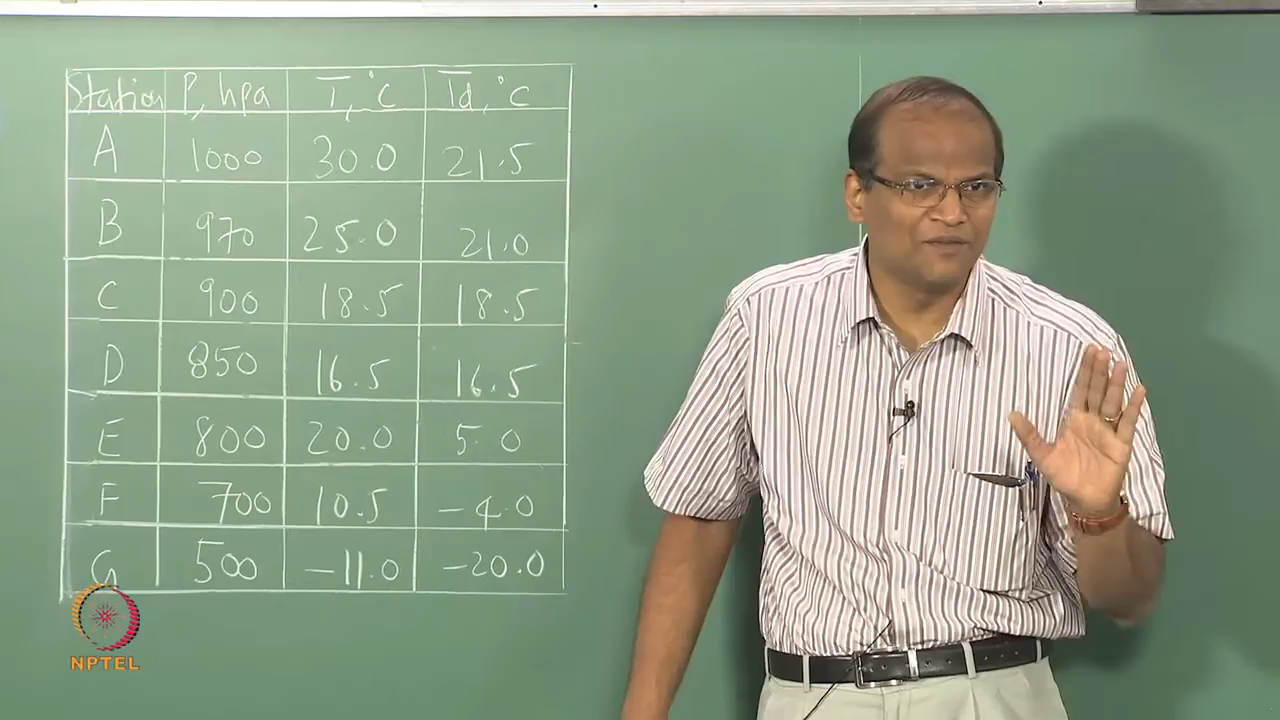 Station P, hpa T, °C Td, °C
A 1000 30.0 21.5
B 970 25.0 21.0
C 900 18.5 18.5
D 850 16.5 16.5
E 800 20.0 5.0
F 700 10.5 -4.0
G 500 -11.0 -20.0
NPTEL